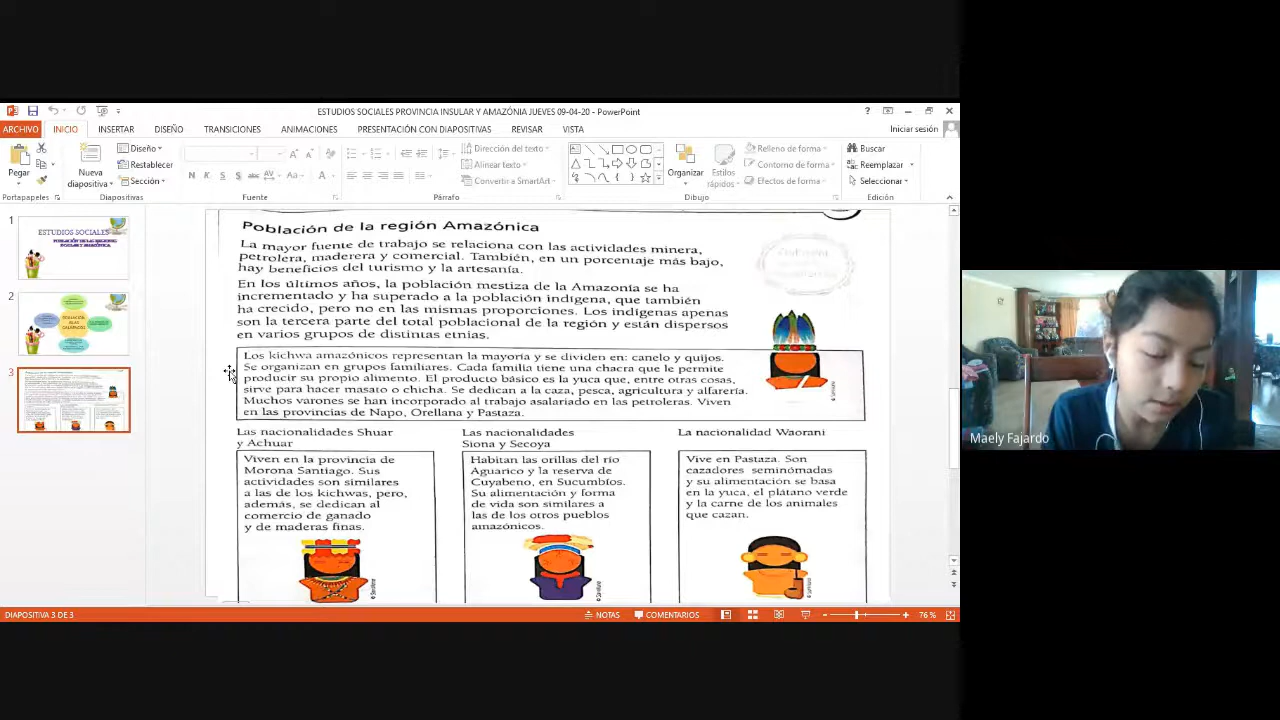 ESTUDIOS SOCIALES PROVINCIA INSULAR Y AMAZÓNIA JUEVES 09-04-20 - PowerPoint
ARCHIVO INICIO INSERTAR DISEÑO TRANSICIONES ANIMACIONES PRESENTACIÓN CON DIAPOSITIVAS REVISAR VISTA Iniciar sesión
Pegar
Nueva
diapositiva
Diseño
Restablecer
Sección
N K S S abc AV Aa A
Dirección del texto
Alinear texto
Convertir a SmartArt
Organizar
Estilos
rápidos
Relleno de forma
Contorno de forma
Efectos de forma
Buscar
Reemplazar
Seleccionar
Portapapeles Diapositivas Fuente Párrafo Dibujo Edición
1
ESTUDIOS SOCIALES
2
3
Población de la región Amazónica
La mayor fuente de trabajo se relaciona con las actividades minera,
petrolera, maderera y comercial. También, en un porcentaje más bajo,
hay beneficios del turismo y la artesanía.
En los últimos años, la población mestiza de la Amazonía se ha
incrementado y ha superado a la población indígena, que también
ha crecido, pero no en las mismas proporciones. Los indígenas apenas
son la tercera parte del total poblacional de la región y están dispersos
en varios grupos de distintas etnias.
Los kichwa amazónicos representan la mayoría y se dividen en: canelo y quijos.
Se organizan en grupos familiares. Cada familia tiene una chacra que le permite
producir su propio alimento. El producto básico es la yuca que, entre otras cosas,
sirve para hacer masato o chicha. Se dedican a la caza, pesca, agricultura y alfarería.
Muchos varones se han incorporado al trabajo asalariado en las petroleras. Viven
en las provincias de Napo, Orellana y Pastaza.
Las nacionalidades Shuar
y Achuar
Viven en la provincia de
Morona Santiago. Sus
actividades son similares
a las de los kichwas, pero,
además, se dedican al
comercio de ganado
y de maderas finas.
Las nacionalidades
Siona y Secoya
Habitan las orillas del río
Aguarico y la reserva de
Cuyabeno, en Sucumbíos.
Su alimentación y forma
de vida son similares a
las de los otros pueblos
amazónicos.
La nacionalidad Waorani
Vive en Pastaza. Son
cazadores seminómadas
y su alimentación se basa
en la yuca, el plátano verde
y la carne de los animales
que cazan.
DIAPOSITIVA 3 DE 3 NOTAS COMENTARIOS 76 %
Maely Fajardo